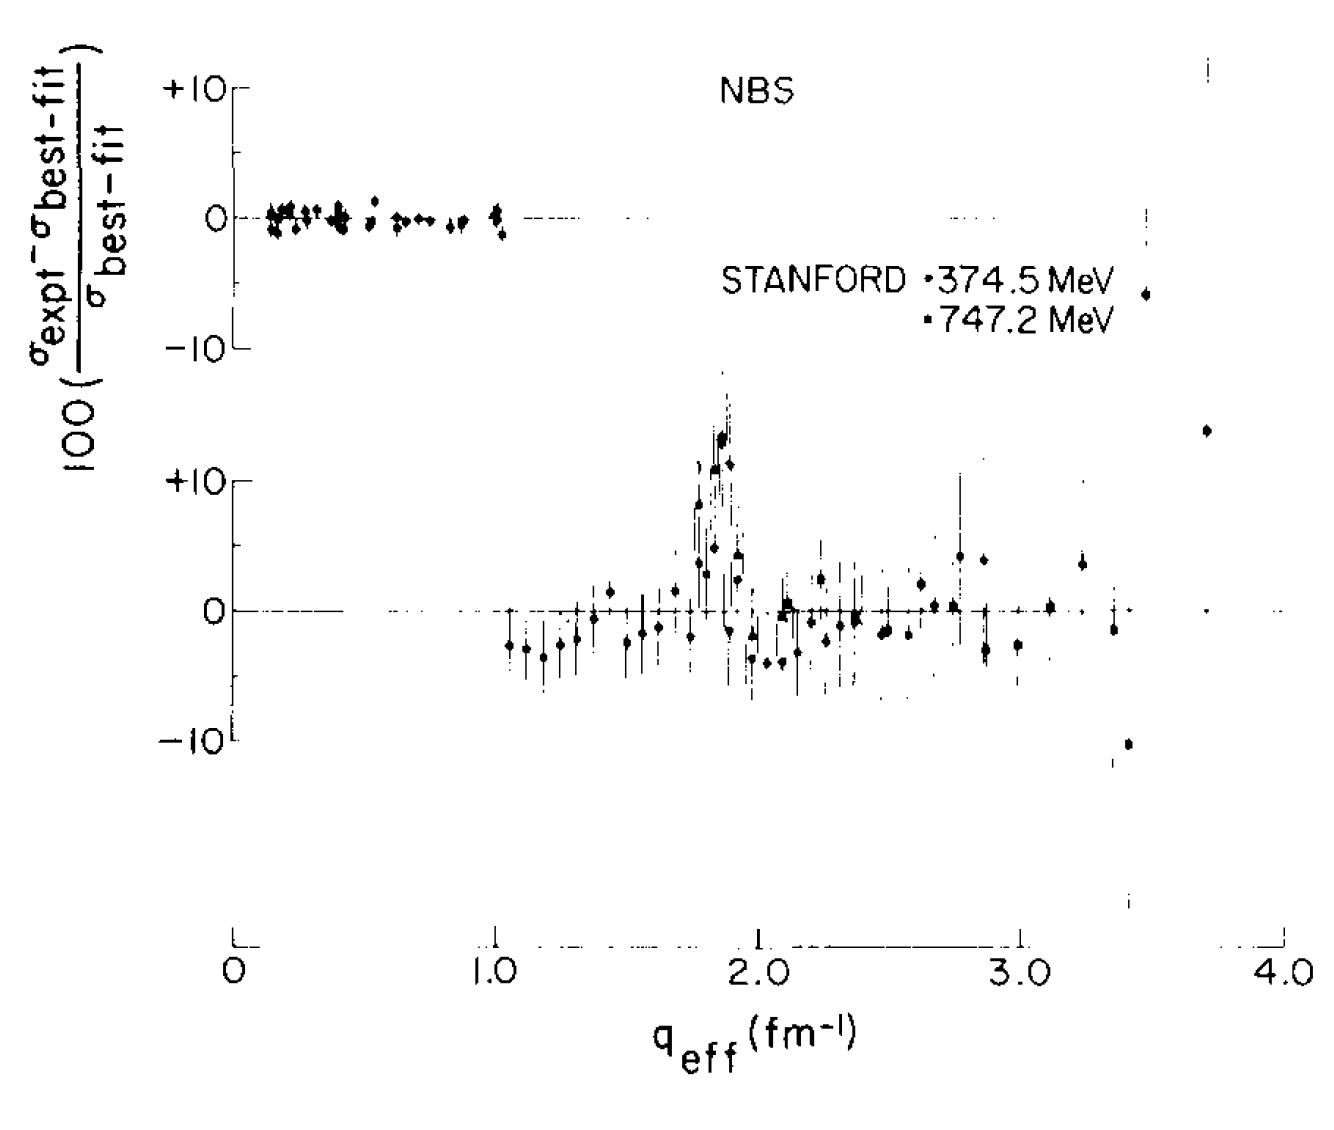 100 (σexpt-σbest-fit / σbest-fit)
+10
0
-10
NBS
STANFORD •374.5 MeV
▪747.2 MeV
+10
0
-10
0 1.0 2.0 3.0 4.0
qeff (fm⁻¹)